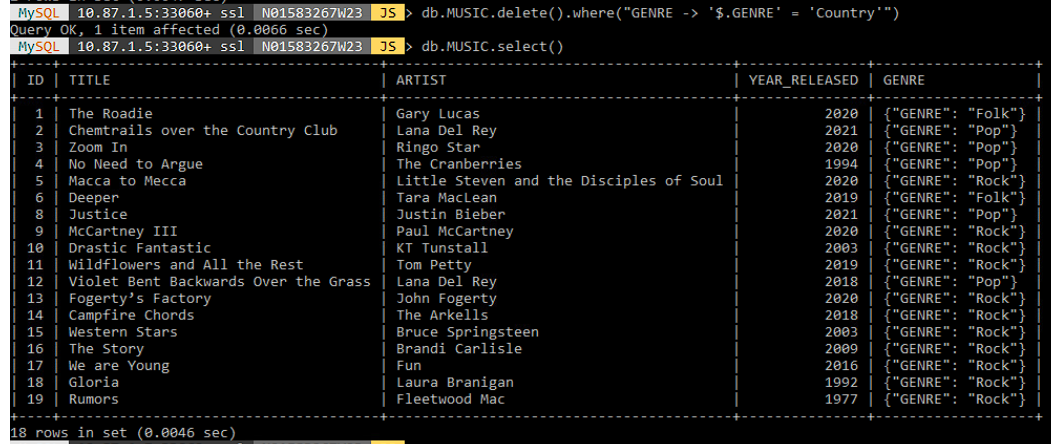 MySQL 10.87.1.5:33060+ ssl N01583267W23 JS > db.MUSIC.delete().where("GENRE -> '$.GENRE' = 'Country'")
Query OK, 1 item affected (0.0066 sec)
MySQL 10.87.1.5:33060+ ssl N01583267W23 JS > db.MUSIC.select()
+----+--------------------------------------+----------------------------------------+---------------+-------------------+
| ID | TITLE | ARTIST | YEAR_RELEASED | GENRE |
+----+--------------------------------------+----------------------------------------+---------------+-------------------+
| 1 | The Roadie | Gary Lucas | 2020 | {"GENRE": "Folk"} |
| 2 | Chemtrails over the Country Club | Lana Del Rey | 2021 | {"GENRE": "Pop"} |
| 3 | Zoom In | Ringo Star | 2020 | {"GENRE": "Pop"} |
| 4 | No Need to Argue | The Cranberries | 1994 | {"GENRE": "Pop"} |
| 5 | Macca to Mecca | Little Steven and the Disciples of Soul | 2020 | {"GENRE": "Rock"} |
| 6 | Deeper | Tara MacLean | 2019 | {"GENRE": "Folk"} |
| 8 | Justice | Justin Bieber | 2021 | {"GENRE": "Pop"} |
| 9 | McCartney III | Paul McCartney | 2020 | {"GENRE": "Rock"} |
| 10 | Drastic Fantastic | KT Tunstall | 2003 | {"GENRE": "Rock"} |
| 11 | Wildflowers and All the Rest | Tom Petty | 2019 | {"GENRE": "Rock"} |
| 12 | Violet Bent Backwards Over the Grass | Lana Del Rey | 2018 | {"GENRE": "Pop"} |
| 13 | Fogerty’s Factory | John Fogerty | 2020 | {"GENRE": "Rock"} |
| 14 | Campfire Chords | The Arkells | 2018 | {"GENRE": "Rock"} |
| 15 | Western Stars | Bruce Springsteen | 2003 | {"GENRE": "Rock"} |
| 16 | The Story | Brandi Carlisle | 2009 | {"GENRE": "Rock"} |
| 17 | We are Young | Fun | 2016 | {"GENRE": "Rock"} |
| 18 | Gloria | Laura Branigan | 1992 | {"GENRE": "Rock"} |
| 19 | Rumors | Fleetwood Mac | 1977 | {"GENRE": "Rock"} |
+----+--------------------------------------+----------------------------------------+---------------+-------------------+
18 rows in set (0.0046 sec)